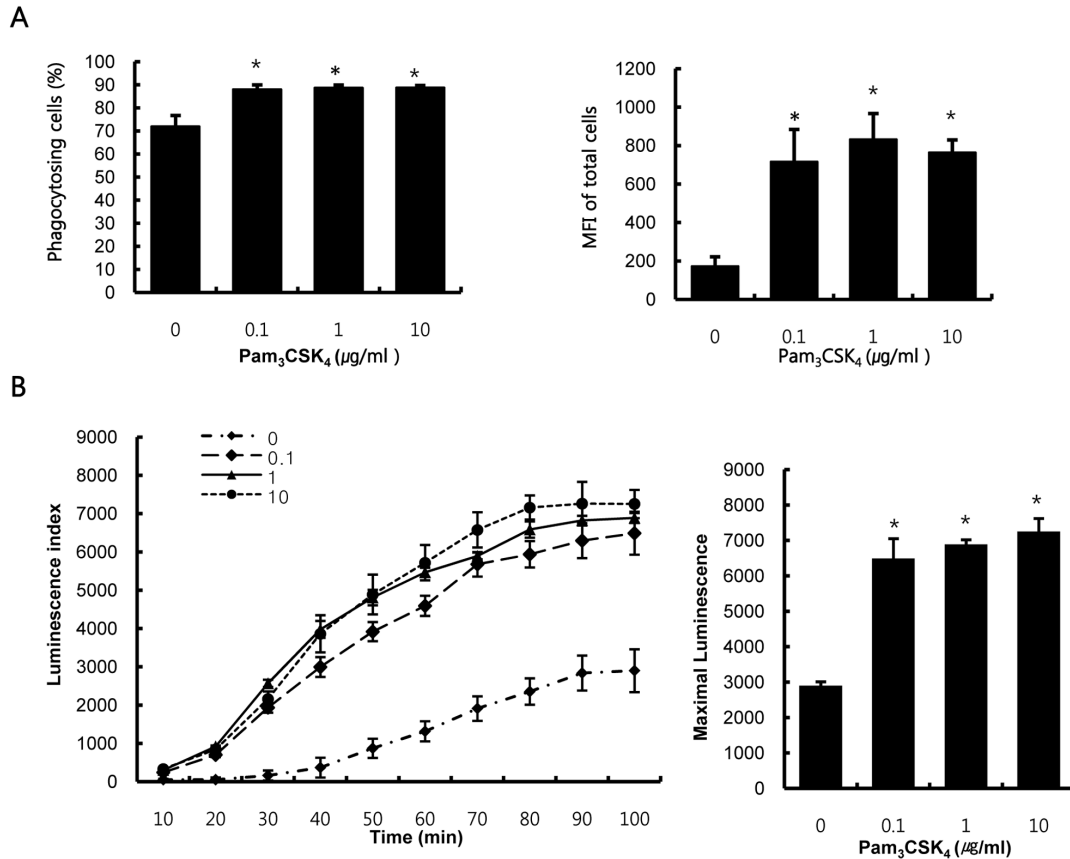 A
Phagocytosing cells (%)
100
90
80
70
60
50
40
30
20
10
0
* * *
0 0.1 1 10
Pam₃CSK₄ (µg/ml )
MFI of total cells
1200
1000
800
600
400
200
0
* * *
0 0.1 1 10
Pam₃CSK₄ (µg/ml )
B
Luminescence index
9000
8000
7000
6000
5000
4000
3000
2000
1000
0
0
0.1
1
10
10 20 30 40 50 60 70 80 90 100
Time (min)
Maximal Luminescence
9000
8000
7000
6000
5000
4000
3000
2000
1000
0
* * *
0 0.1 1 10
Pam₃CSK₄ (µg/ml)